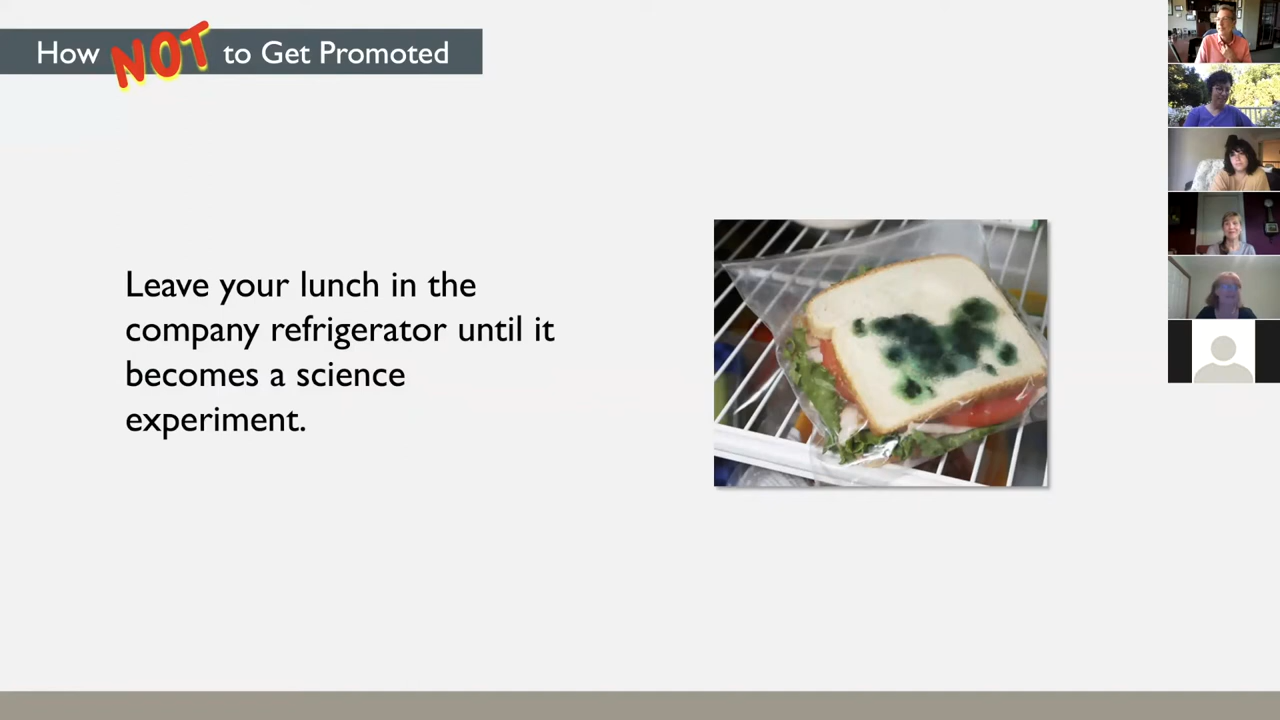 How NOT to Get Promoted
Leave your lunch in the
company refrigerator until it
becomes a science
experiment.